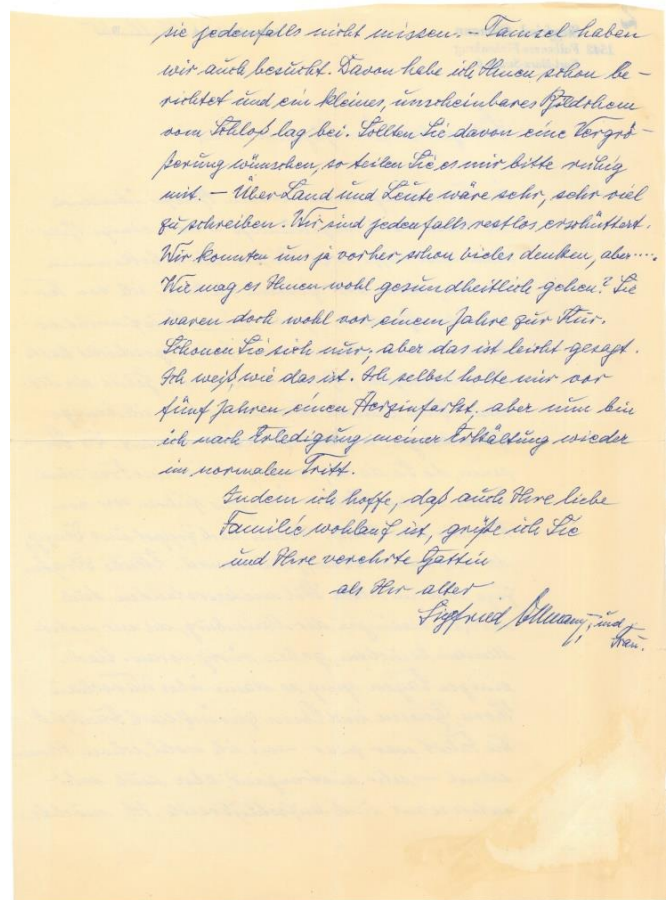 sie jedenfalls nicht missen. – Tamsel haben
wir auch besucht. Davon habe ich Ihnen schon be-
richtet und ein kleines, unscheinbares Bildchen
vom Schloß lag bei. Sollten Sie davon eine Vergrö-
ßerung wünschen, so teilen Sie es mir bitte ruhig
mit. – Über Land und Leute wäre sehr, sehr viel
zu schreiben. Wir sind jedenfalls restlos erschüttert.
Wir konnten uns ja vorher schon vieles denken, aber.....
Wie mag es Ihnen wohl gesundheitlich gehen? Sie
waren doch wohl vor einem Jahre zur Kur.
Schonen Sie sich nur, aber das ist leicht gesagt.
Ich weiß, wie das ist. Ich selbst holte mir vor
fünf Jahren einen Herzinfarkt, aber nun bin
ich nach Erledigung meiner Erkältung wieder
im normalen Tritt.
Indem ich hoffe, daß auch Ihre liebe
Familie wohlauf ist, grüße ich Sie
und Ihre verehrte Gattin
als Ihr alter
Siegfried und
Frau.